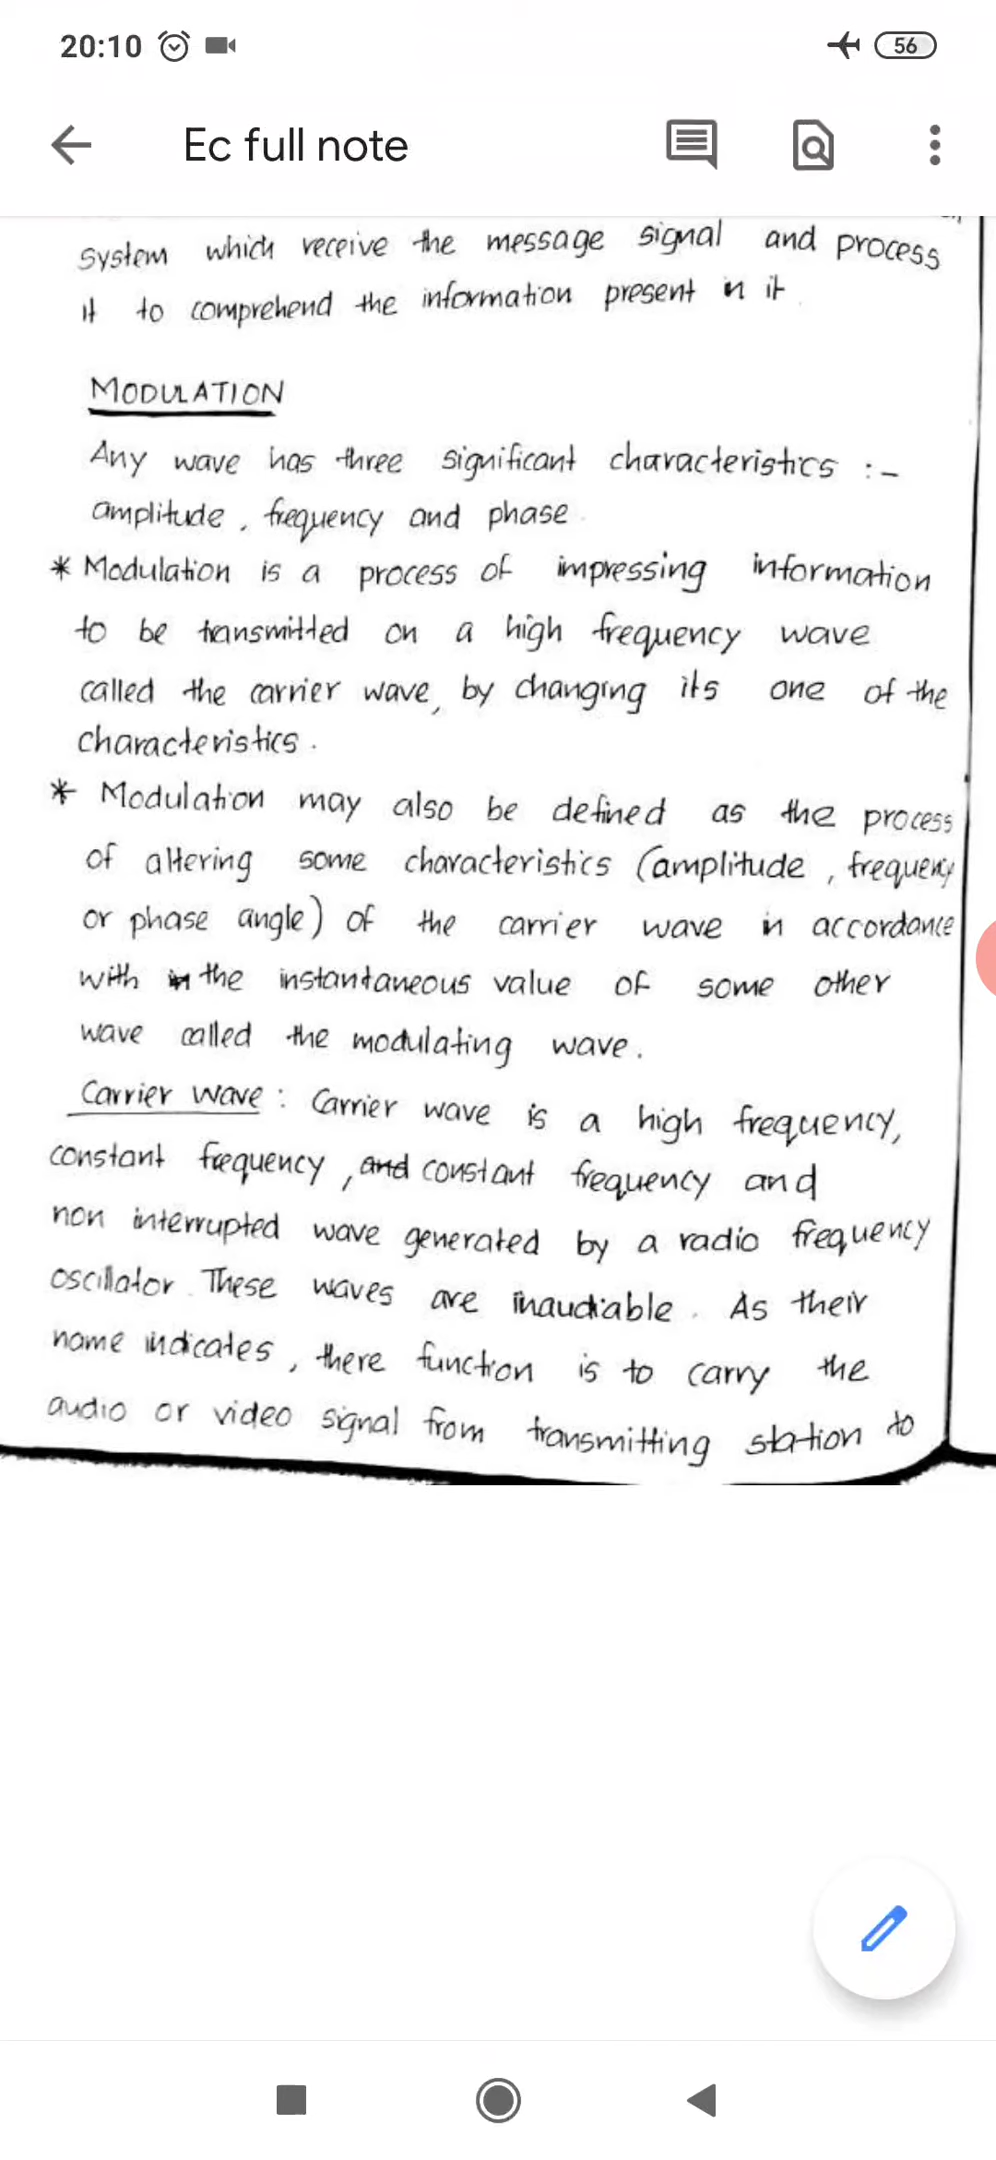 20:10
56
Ec full note
system which receive the message signal and process
it to comprehend the information present in it
MODULATION
Any wave has three significant characteristics :-
amplitude, frequency and phase.
* Modulation is a process of impressing information
to be transmitted on a high frequency wave
called the carrier wave, by changing its one of the
characteristics.
* Modulation may also be defined as the process
of altering some characteristics (amplitude, frequency
or phase angle) of the carrier wave in accordance
with in the instantaneous value of some other
wave called the modulating wave.
Carrier wave : Carrier wave is a high frequency,
constant frequency, and constant frequency and
non interrupted wave generated by a radio frequency
oscillator. These waves are inaudiable. As their
name indicates, there function is to carry the
audio or video signal from transmitting station to